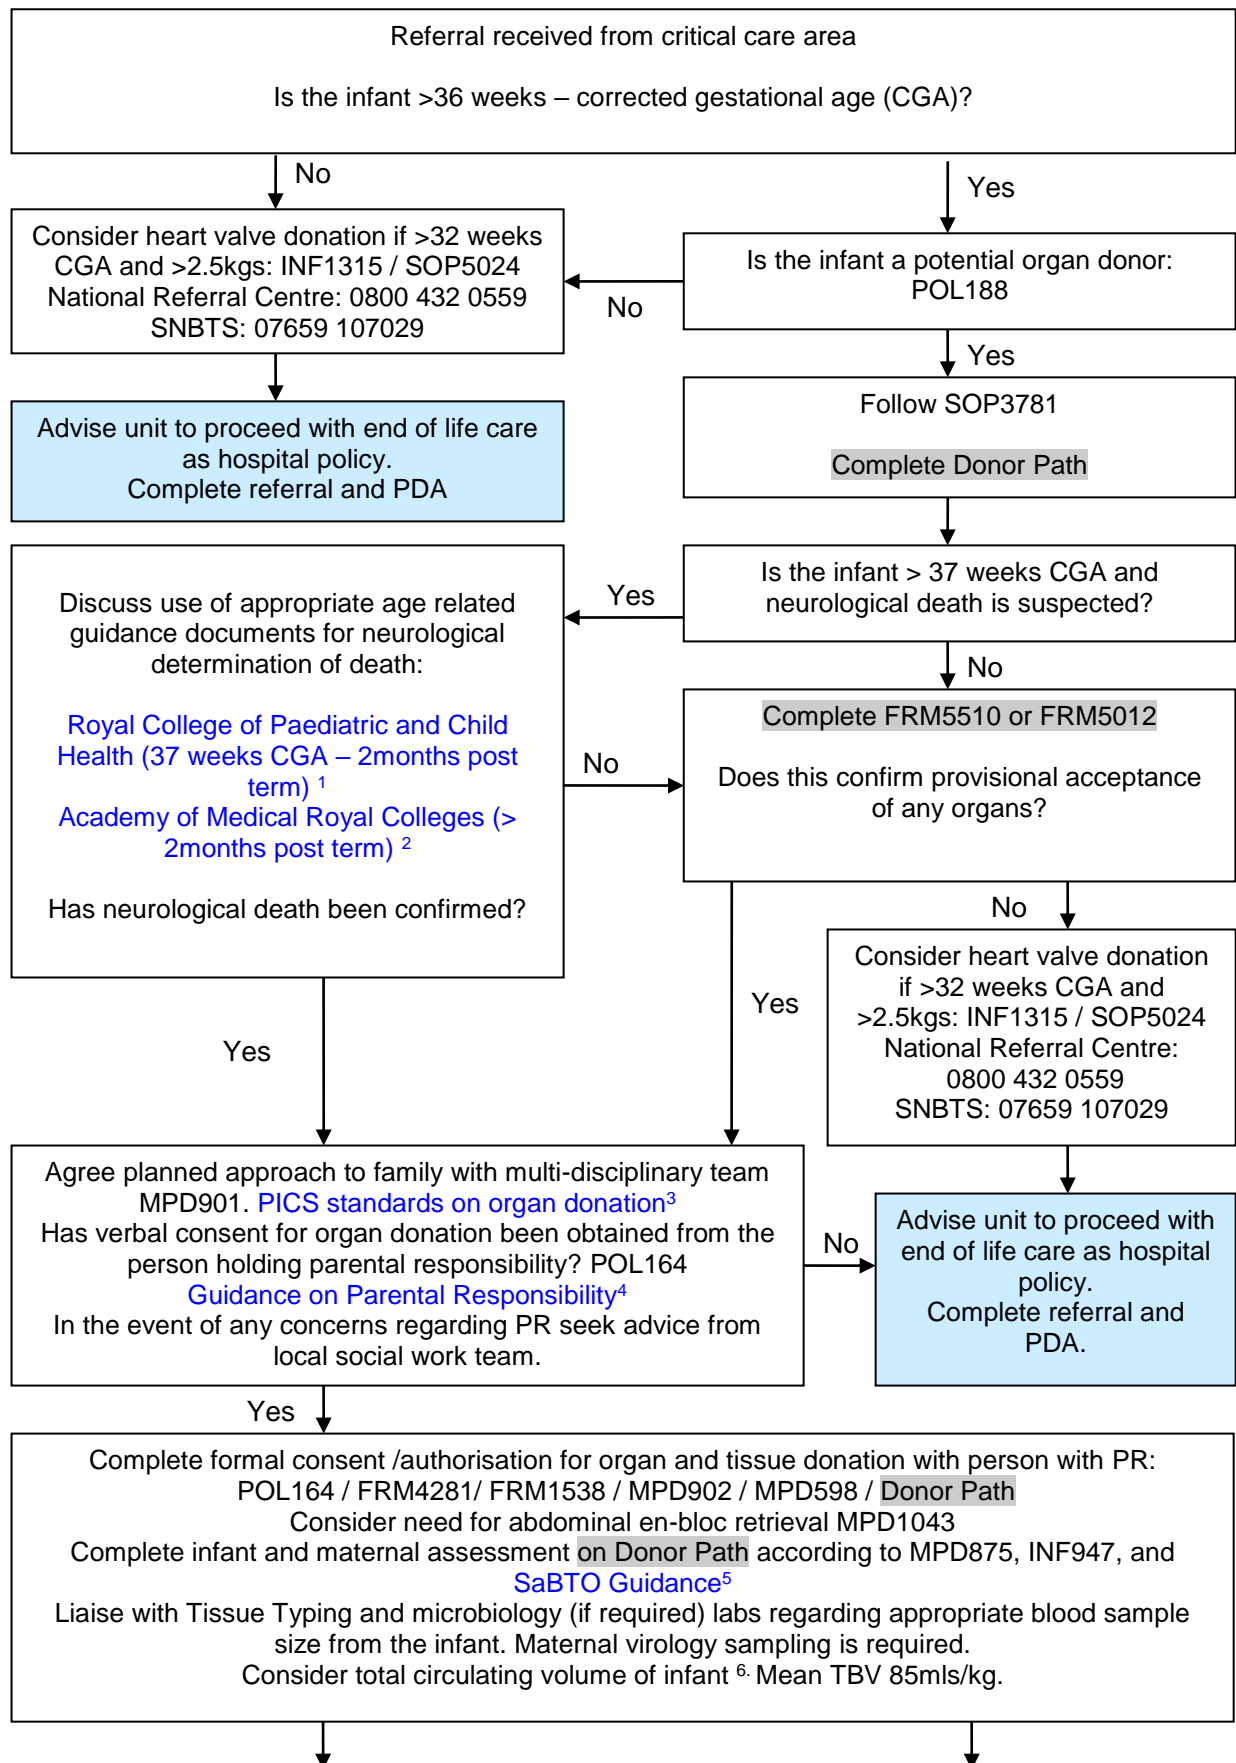 Referral received from critical care area
Is the infant >36 weeks – corrected gestational age (CGA)?
No
Yes
Consider heart valve donation if >32 weeks
CGA and >2.5kgs: INF1315 / SOP5024
National Referral Centre: 0800 432 0559
SNBTS: 07659 107029
Is the infant a potential organ donor:
POL188
No
Yes
Advise unit to proceed with end of life care
as hospital policy.
Complete referral and PDA
Follow SOP3781
Complete Donor Path
Is the infant > 37 weeks CGA and
neurological death is suspected?
Yes
No
Discuss use of appropriate age related
guidance documents for neurological
determination of death:
Royal College of Paediatric and Child
Health (37 weeks CGA – 2months post
term) 1
Academy of Medical Royal Colleges (>
2months post term) 2
Has neurological death been confirmed?
No
Complete FRM5510 or FRM5012
Does this confirm provisional acceptance
of any organs?
No
Yes
Yes
Consider heart valve donation
if >32 weeks CGA and
>2.5kgs: INF1315 / SOP5024
National Referral Centre:
0800 432 0559
SNBTS: 07659 107029
Agree planned approach to family with multi-disciplinary team
MPD901. PICS standards on organ donation3
Has verbal consent for organ donation been obtained from the
person holding parental responsibility? POL164
Guidance on Parental Responsibility4
In the event of any concerns regarding PR seek advice from
local social work team.
No
Advise unit to proceed with
end of life care as hospital
policy.
Complete referral and
PDA.
Yes
Complete formal consent /authorisation for organ and tissue donation with person with PR:
POL164 / FRM4281/ FRM1538 / MPD902 / MPD598 / Donor Path
Consider need for abdominal en-bloc retrieval MPD1043
Complete infant and maternal assessment on Donor Path according to MPD875, INF947, and
SaBTO Guidance5
Liaise with Tissue Typing and microbiology (if required) labs regarding appropriate blood sample
size from the infant. Maternal virology sampling is required.
Consider total circulating volume of infant 6. Mean TBV 85mls/kg.